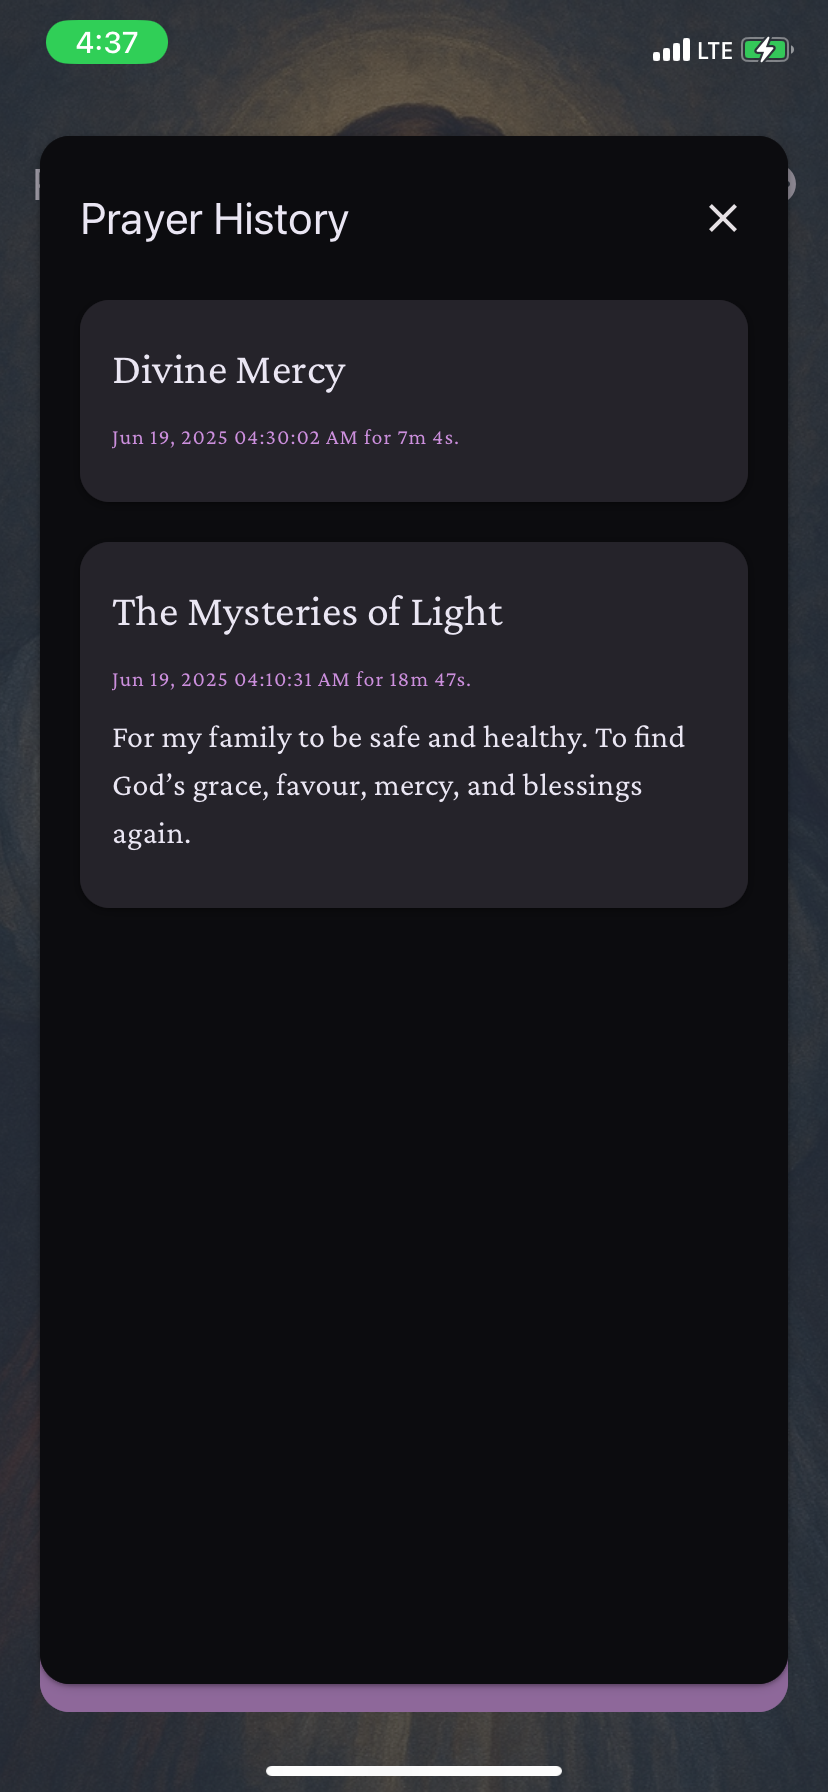 4:37
LTE
Prayer History
Divine Mercy
Jun 19, 2025 04:30:02 AM for 7m 4s.
The Mysteries of Light
Jun 19, 2025 04:10:31 AM for 18m 47s.
For my family to be safe and healthy. To find
God’s grace, favour, mercy, and blessings
again.